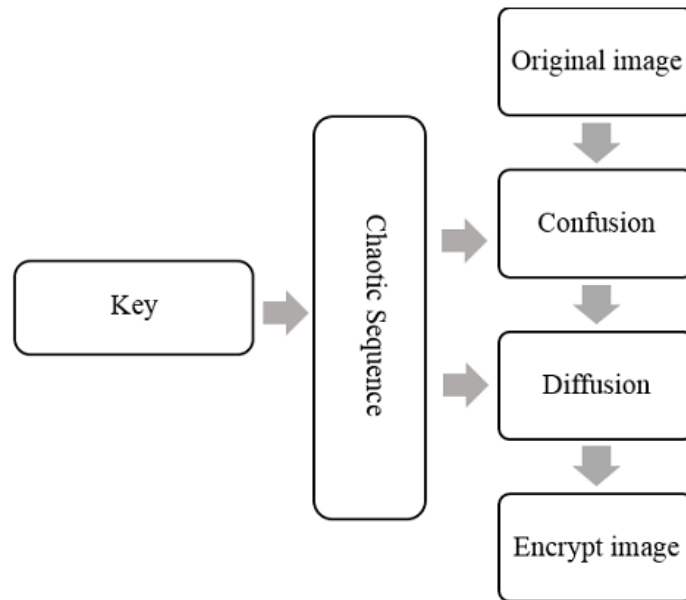 Original image
Confusion
Key
Chaotic Sequence
Diffusion
Encrypt image